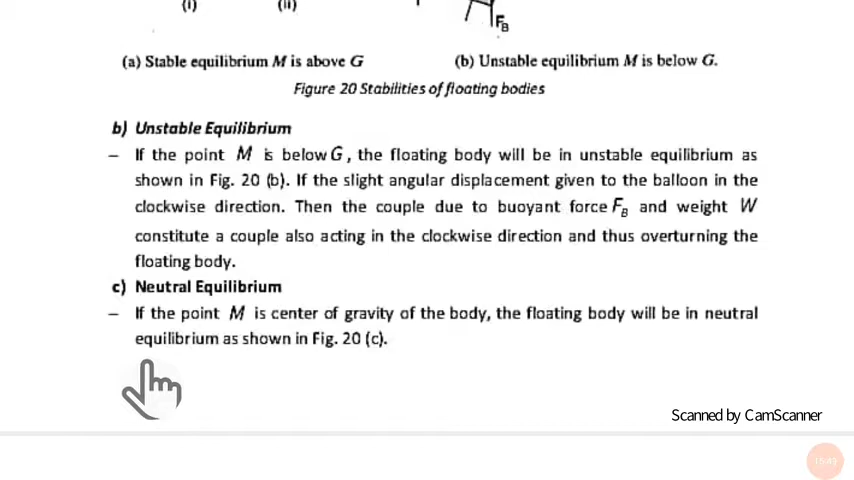 (i) (ii)
F_B
(a) Stable equilibrium M is above G (b) Unstable equilibrium M is below G.
Figure 20 Stabilities of floating bodies
b) Unstable Equilibrium
– If the point M is below G, the floating body will be in unstable equilibrium as
shown in Fig. 20 (b). If the slight angular displacement given to the balloon in the
clockwise direction. Then the couple due to buoyant force F_B and weight W
constitute a couple also acting in the clockwise direction and thus overturning the
floating body.
c) Neutral Equilibrium
– If the point M is center of gravity of the body, the floating body will be in neutral
equilibrium as shown in Fig. 20 (c).
Scanned by CamScanner